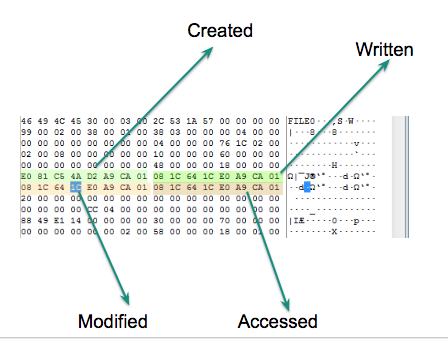 Created
Written
46 49 4C 45 30 00 03 00 2C 53 1A 57 00 00 00 00 FILE0···,S·W····
99 00 02 00 38 00 01 00 38 03 00 00 00 04 00 00
00 00 00 00 00 00 00 00 04 00 00 00 76 1C 02 00
02 00 08 00 00 00 00 00 10 00 00 00 60 00 00 00
00 00 00 00 00 00 00 00 48 00 00 00 18 00 00 00
E0 81 C5 4A D2 A9 CA 01 08 1C 64 1C E0 A9 CA 01
08 1C 64 1C E0 A9 CA 01 08 1C 64 1C E0 A9 CA 01
20 00 00 00 00 00 00 00 00 00 00 00 00 00 00 00
00 00 00 00 CC 04 00 00 00 00 00 00 00 00 00 00
88 49 E1 14 00 00 00 00 30 00 00 00 70 00 00 00
00 00 00 00 00 00 02 00 58 00 00 00 18 00 01 00
Modified
Accessed